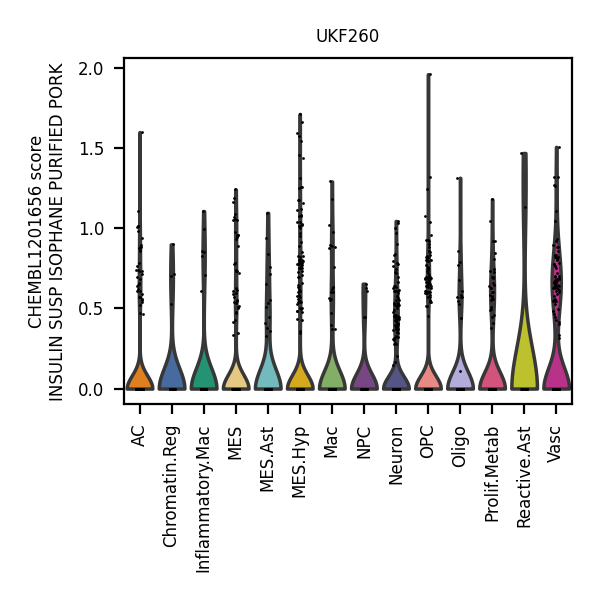 UKF260
CHEMBL1201656 score
INSULIN SUSP ISOPHANE PURIFIED PORK
2.0
1.5
1.0
0.5
0.0
AC
Chromatin.Reg
Inflammatory.Mac
MES
MES.Ast
MES.Hyp
Mac
NPC
Neuron
OPC
Oligo
Prolif.Metab
Reactive.Ast
Vasc